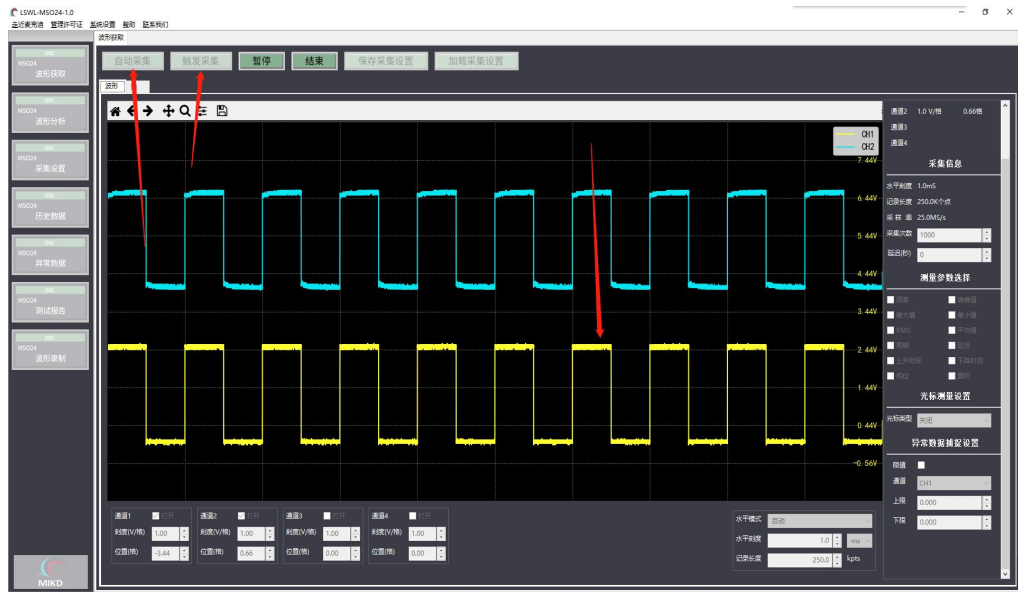 LSWL-MSO24-1.0
走近麦克迪 管理许可证 系统设置 帮助 联系我们
波形获取
OSC
MSO24
波形获取
OSC
MSO24
波形分析
OSC
MSO24
采集设置
OSC
MSO24
历史数据
OSC
MSO24
异常数据
OSC
MSO24
测试报告
OSC
MSO24
波形录制
MIKD
自动采集 触发采集 暂停 结束 保存采集设置 加载采集设置
波形
CH1
CH2
7.44V
6.44V
5.44V
4.44V
3.44V
2.44V
1.44V
0.44V
-0.56V
通道1 打开 通道2 打开 通道3 打开 通道4 打开
刻度(V/格) 1.00 刻度(V/格) 1.00 刻度(V/格) 1.00 刻度(V/格) 1.00
位置(格) -3.44 位置(格) 0.66 位置(格) 0.00 位置(格) 0.00
水平模式 自动
水平刻度 1.0 ms
记录长度 250.0 kpts
通道2 1.0 V/格 0.66格
通道3
通道4
采集信息
水平刻度 1.0mS
记录长度 250.0K个点
采 样 率 25.0MS/s
采集次数 1000
延迟(秒) 0
测量参数选择
频率 峰峰值
最大值 最小值
RMS 平均值
周期 延迟
上升时间 下降时间
相位 面积
光标测量设置
光标类型 关闭
异常数据捕捉设置
限值
通道 CH1
上限 0.000
下限 0.000